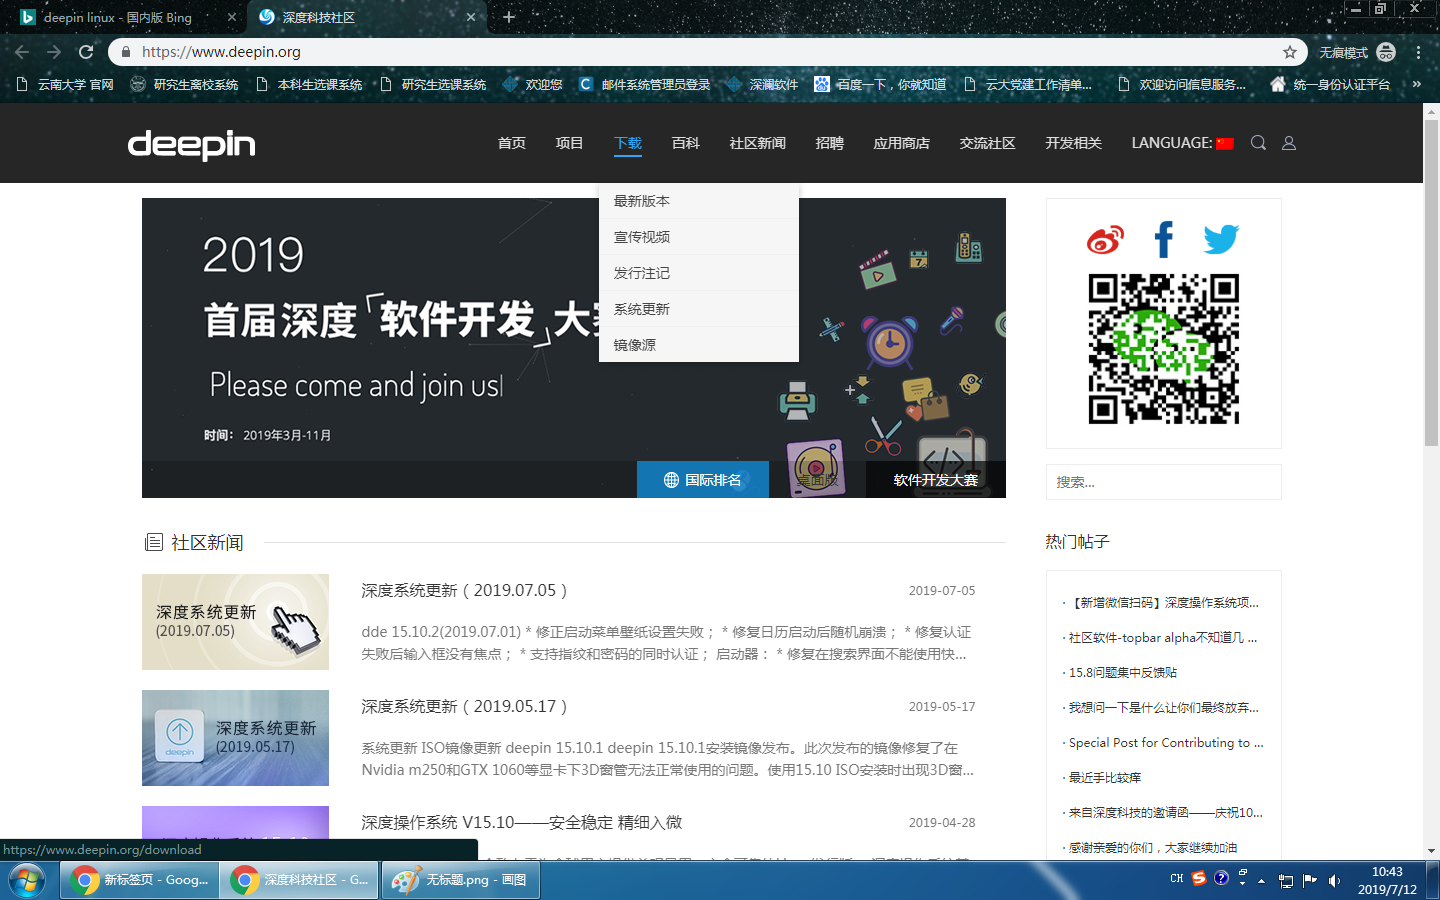 deepin linux - 国内版 Bing
深度科技社区
https://www.deepin.org
无痕模式
云南大学 官网
研究生离校系统
本科生选课系统
研究生选课系统
欢迎您
邮件系统管理员登录
深澜软件
百度一下，你就知道
云大党建工作清单...
欢迎访问信息服务...
统一身份认证平台
deepin
首页
项目
下载
百科
社区新闻
招聘
应用商店
交流社区
开发相关
LANGUAGE:
最新版本
宣传视频
发行注记
系统更新
镜像源
2019
首届深度「软件开发」大赛
Please come and join us
时间： 2019年3月-11月
7
国际排名
桌面版
软件开发大赛
搜索...
社区新闻
热门帖子
深度系统更新
(2019.07.05)
深度系统更新（2019.07.05）
2019-07-05
dde 15.10.2(2019.07.01) * 修正启动菜单壁纸设置失败； * 修复日历启动后随机崩溃； * 修复认证
失败后输入框没有焦点； * 支持指纹和密码的同时认证； 启动器： * 修复在搜索界面不能使用快...
深度系统更新
(2019.05.17)
deepin
深度系统更新（2019.05.17）
2019-05-17
系统更新 ISO镜像更新 deepin 15.10.1 deepin 15.10.1安装镜像发布。此次发布的镜像修复了在
Nvidia m250和GTX 1060等显卡下3D窗管无法正常使用的问题。使用15.10 ISO安装时出现3D窗...
深度操作系统 V15.10——安全稳定 精细入微
2019-04-28
· 【新增微信扫码】深度操作系统项...
· 社区软件-topbar alpha不知道几 ...
· 15.8问题集中反馈贴
· 我想问一下是什么让你们最终放弃...
· Special Post for Contributing to ...
· 最近手比较痒
· 来自深度科技的邀请函——庆祝10...
· 感谢亲爱的你们，大家继续加油
https://www.deepin.org/download
新标签页 - Goog...
深度科技社区 - G...
无标题.png - 画图
CH
10:43
2019/7/12